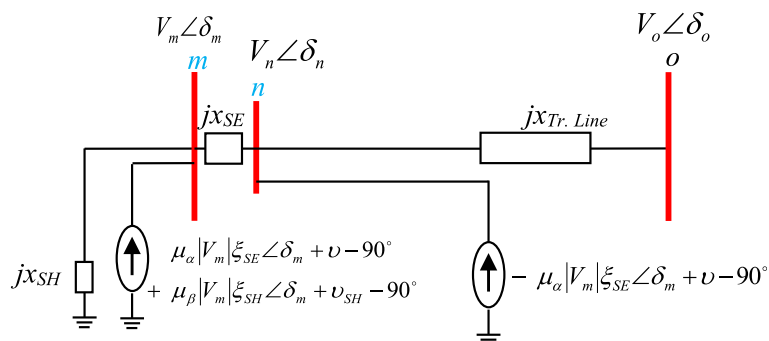 V_m∠δ_m
V_n∠δ_n
V_o∠δ_o
m
n
o
jx_SE
jx_Tr. Line
jx_SH
μ_α|V_m|ξ_SE∠δ_m + υ − 90°
+ μ_β|V_m|ξ_SH∠δ_m + υ_SH − 90°
− μ_α|V_m|ξ_SE∠δ_m + υ − 90°